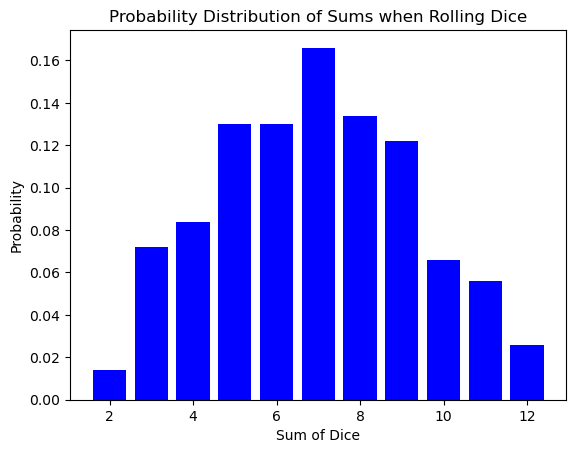 Probability Distribution of Sums when Rolling Dice
0.16
0.14
0.12
0.10
0.08
0.06
0.04
0.02
0.00
Probability
2 4 6 8 10 12
Sum of Dice